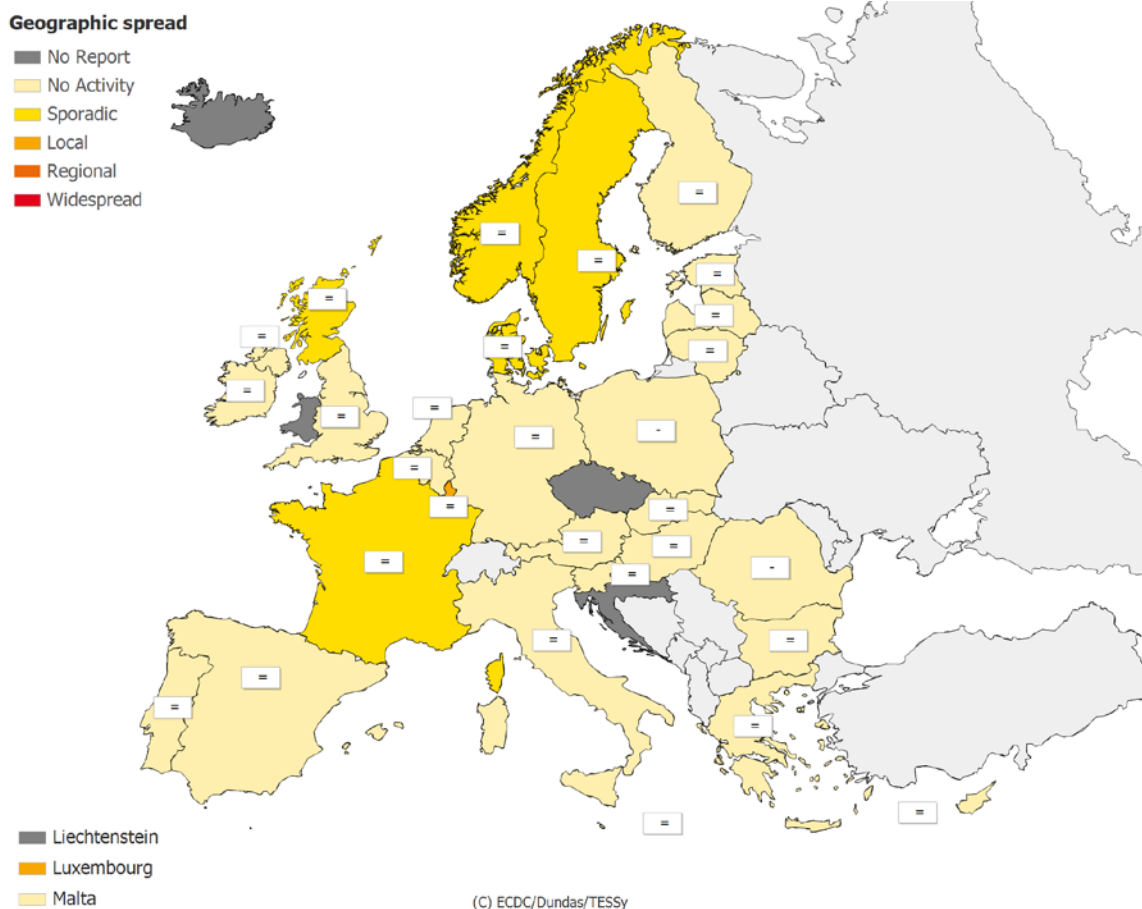 Geographic spread
No Report
No Activity
Sporadic
Local
Regional
Widespread
=
=
=
=
=
=
=
=
=
=
=
=
=
=
-
=
=
=
=
=
=
-
=
=
=
=
=
=
=
Liechtenstein
Luxembourg
Malta
(C) ECDC/Dundas/TESSy